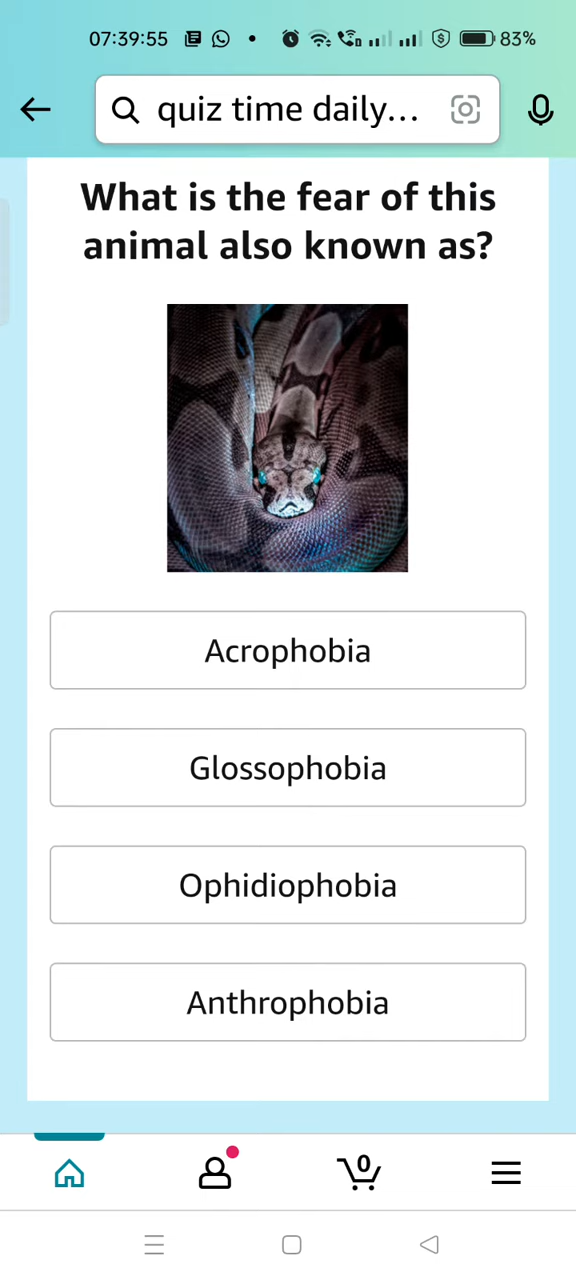 07:39:55
83%
quiz time daily...
What is the fear of this
animal also known as?
Acrophobia
Glossophobia
Ophidiophobia
Anthrophobia
0